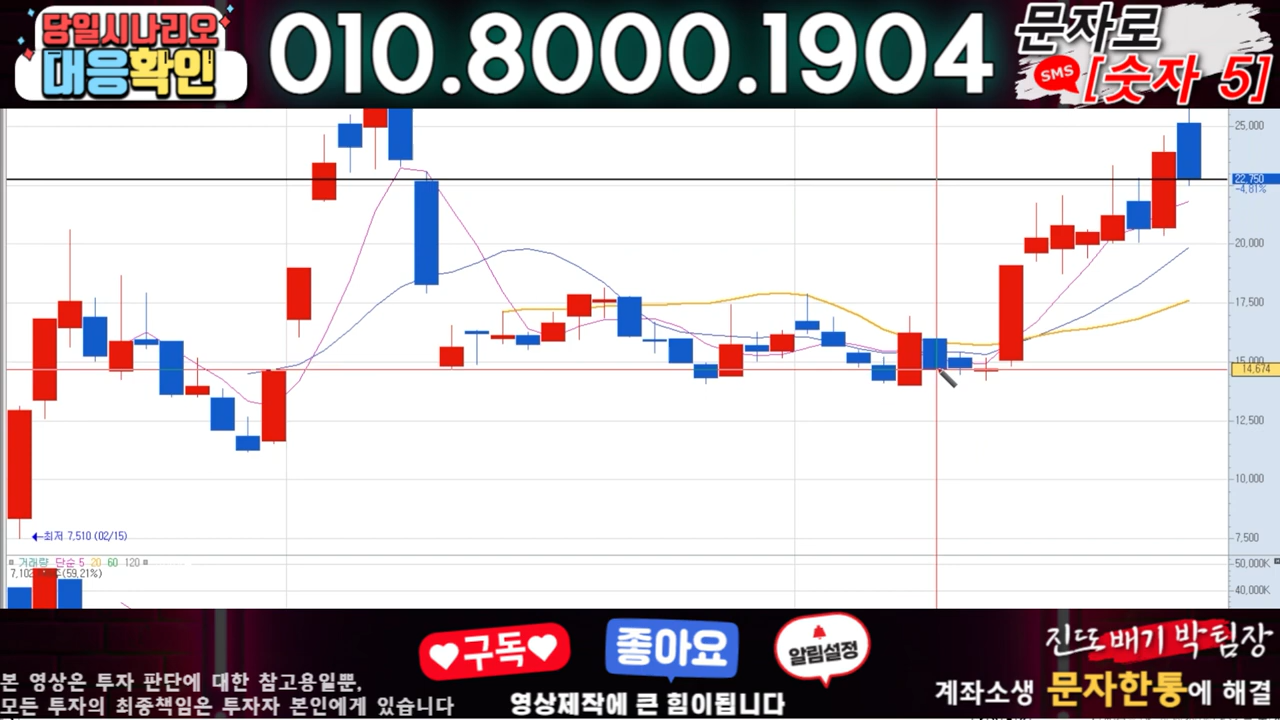 당일시나리오
대응확인
010.8000.1904
문자로
SMS
[숫자 5]
25,000
22,750
-4,81%
20,000
17,500
15,000
14,674
12,500
10,000
7,500
최저 7,510 (02/15)
거래량 단순 5 20 60 120
(59,21%)
50,000K
40,000K
구독
좋아요
알림설정
진또배기 박팀장
본 영상은 투자 판단에 대한 참고용일뿐,
모든 투자의 최종책임은 투자자 본인에게 있습니다
영상제작에 큰 힘이됩니다
계좌소생 문자한통에 해결